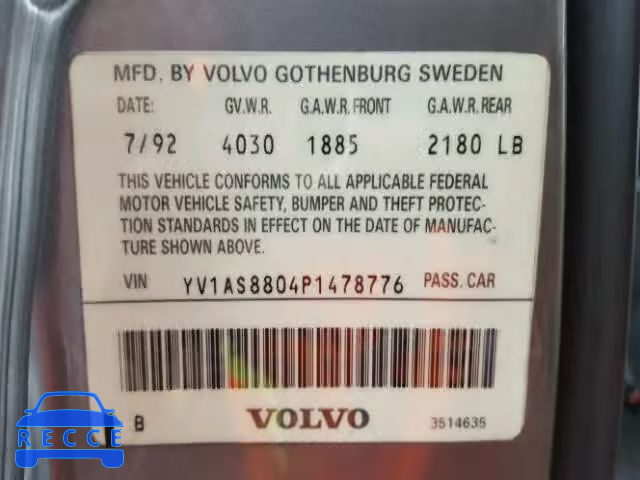 MFD. BY VOLVO GOTHENBURG SWEDEN
DATE: GV.W.R. G.A.W.R. FRONT G.A.W.R. REAR
7/92 4030 1885 2180 LB
THIS VEHICLE CONFORMS TO ALL APPLICABLE FEDERAL
MOTOR VEHICLE SAFETY, BUMPER AND THEFT PROTEC-
TION STANDARDS IN EFFECT ON THE DATE OF MANUFAC-
TURE SHOWN ABOVE.
VIN YV1AS8804P1478776 PASS. CAR
B VOLVO 3514635
RECCE